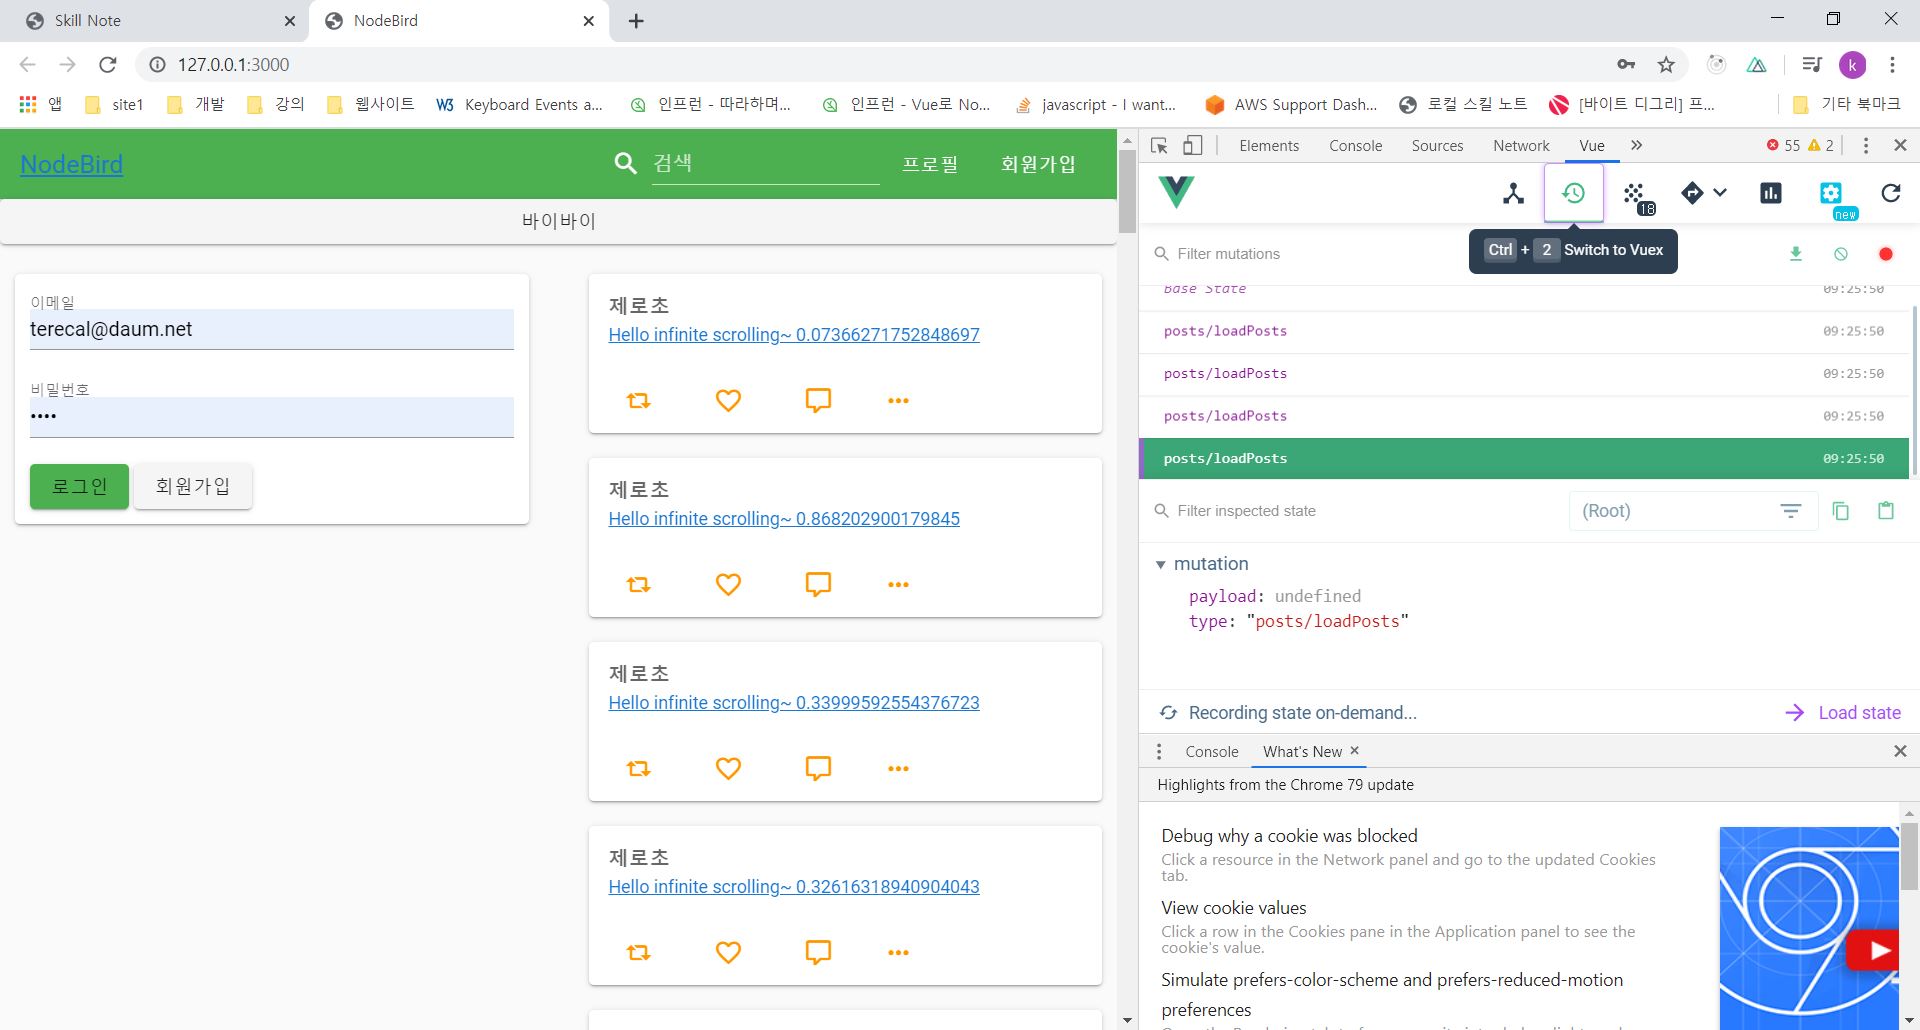 Skill Note
NodeBird
127.0.0.1:3000
k
앱
site1
개발
강의
웹사이트
W3 Keyboard Events a...
인프런 - 따라하며...
인프런 - Vue로 No...
javascript - I want...
AWS Support Dash...
로컬 스킬 노트
[바이트 디그리] 프...
기타 북마크
NodeBird
검색
프로필
회원가입
바이바이
이메일
terecal@daum.net
비밀번호
••••
로그인
회원가입
제로초
Hello infinite scrolling~ 0.07366271752848697
제로초
Hello infinite scrolling~ 0.868202900179845
제로초
Hello infinite scrolling~ 0.33999592554376723
제로초
Hello infinite scrolling~ 0.32616318940904043
Elements
Console
Sources
Network
Vue
55
2
18
new
Ctrl + 2 Switch to Vuex
Filter mutations
Base State 09:25:50
posts/loadPosts 09:25:50
posts/loadPosts 09:25:50
posts/loadPosts 09:25:50
posts/loadPosts 09:25:50
Filter inspected state
(Root)
mutation
payload: undefined
type: "posts/loadPosts"
Recording state on-demand...
Load state
Console
What's New
Highlights from the Chrome 79 update
Debug why a cookie was blocked
Click a resource in the Network panel and go to the updated Cookies
tab.
View cookie values
Click a row in the Cookies pane in the Application panel to see the
cookie's value.
Simulate prefers-color-scheme and prefers-reduced-motion
preferences